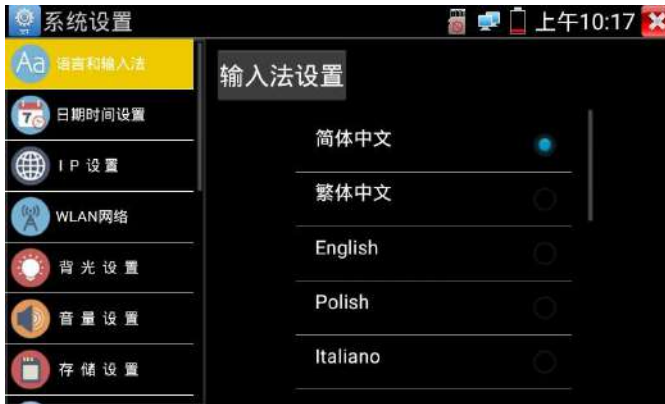 系统设置
上午10:17
Aa 语言和输入法
76 日期时间设置
I P 设置
WLAN网络
背光设置
音量设置
存储设置
输入法设置
简体中文
繁体中文
English
Polish
Italiano